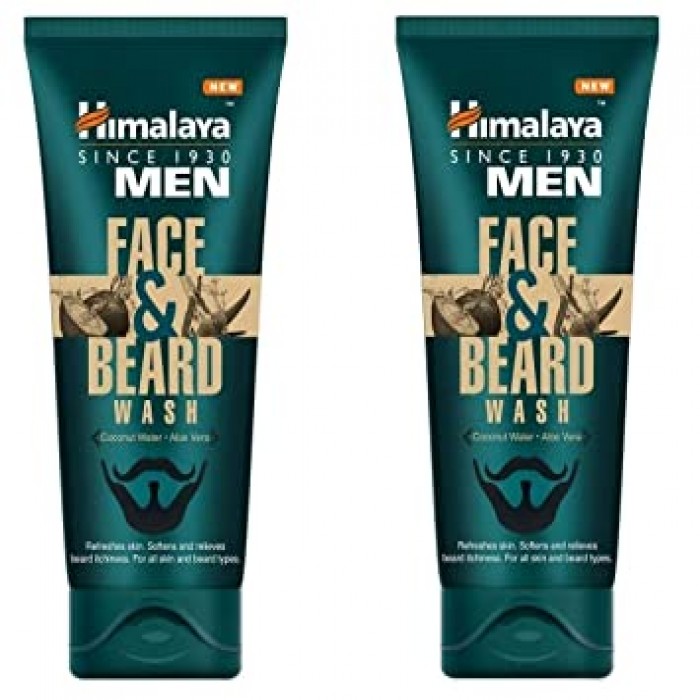 NEW
Himalaya™
SINCE 1930
MEN
FACE
&
BEARD
WASH
Coconut Water • Aloe Vera
Refreshes skin. Softens and relieves
beard itchiness. For all skin and beard types.
NEW
Himalaya™
SINCE 1930
MEN
FACE
&
BEARD
WASH
Coconut Water • Aloe Vera
Refreshes skin. Softens and relieves
beard itchiness. For all skin and beard types.